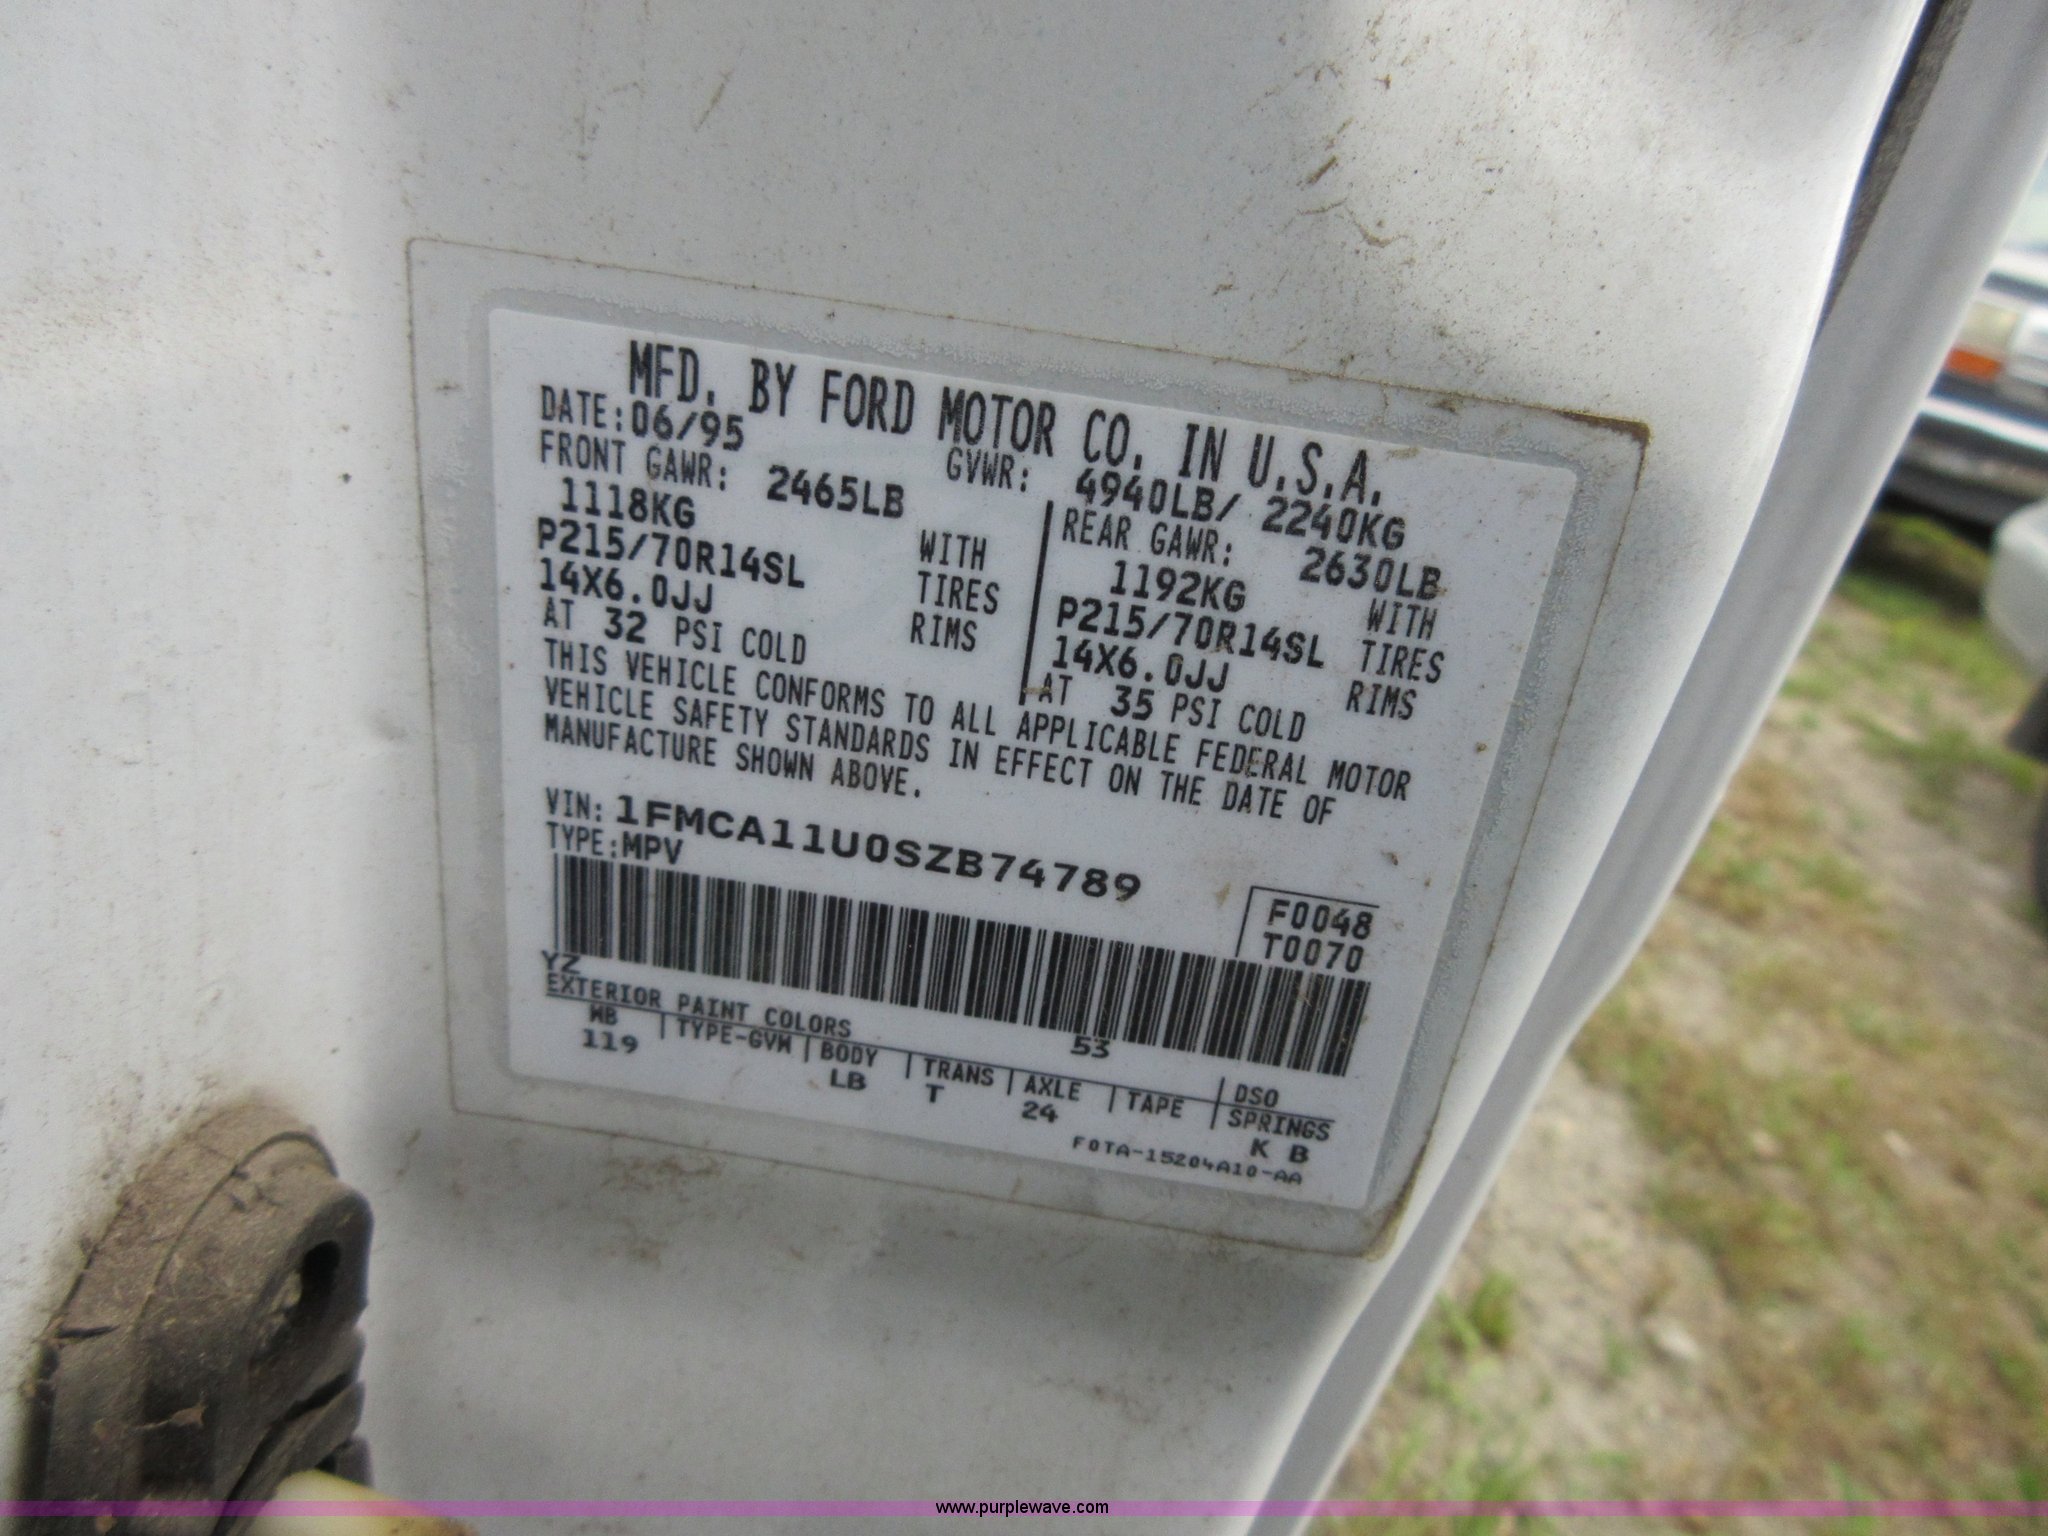 MFD. BY FORD MOTOR CO. IN U.S.A.
DATE: 06/95 GVWR: 4940LB/ 2240KG
FRONT GAWR: 2465LB REAR GAWR: 2630LB
1118KG WITH 1192KG WITH
P215/70R14SL TIRES P215/70R14SL TIRES
14X6.0JJ RIMS 14X6.0JJ RIMS
AT 32 PSI COLD AT 35 PSI COLD
THIS VEHICLE CONFORMS TO ALL APPLICABLE FEDERAL MOTOR
VEHICLE SAFETY STANDARDS IN EFFECT ON THE DATE OF
MANUFACTURE SHOWN ABOVE.
VIN: 1FMCA11U0SZB74789
TYPE: MPV
F0048
T0070
YZ 53
EXTERIOR PAINT COLORS DSO
WB TYPE-GVW BODY TRANS AXLE TAPE SPRINGS
119 LB T 24 K B
F0TA-15204A10-AA
www.purplewave.com